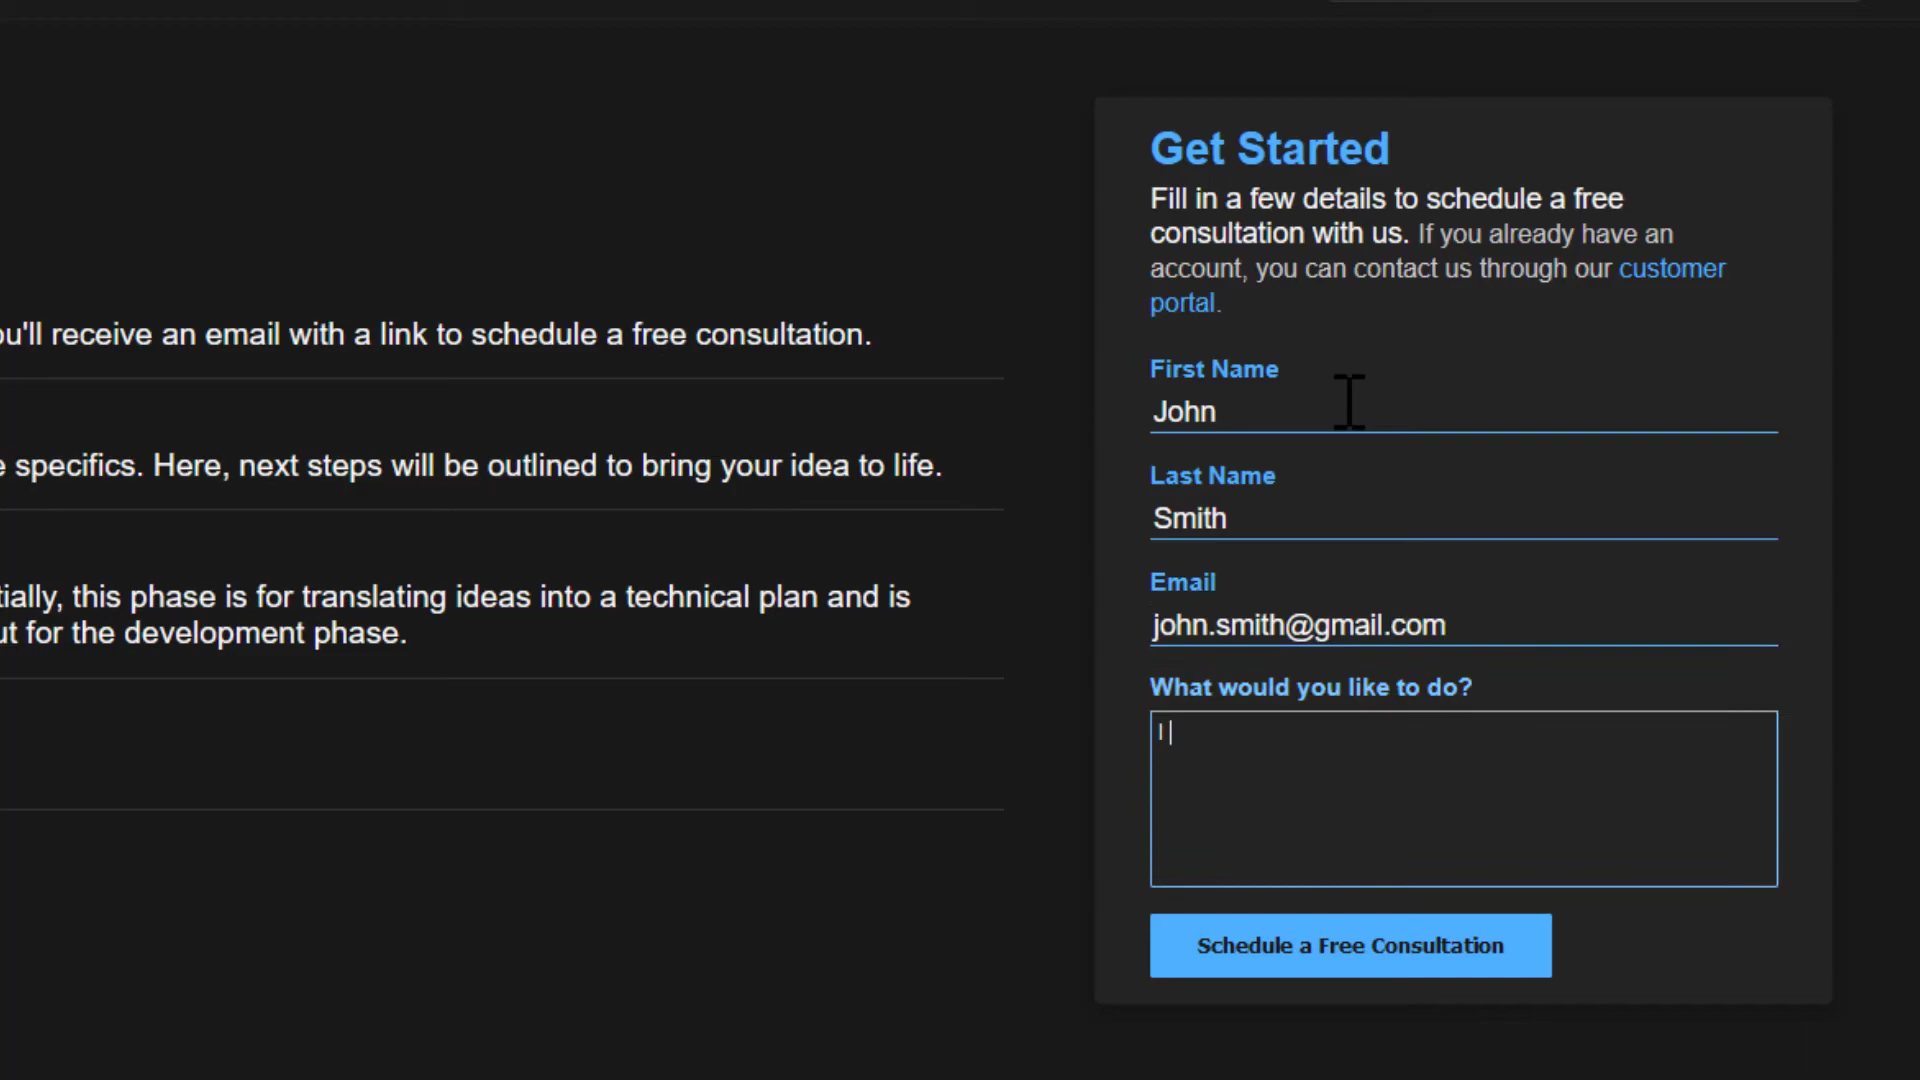 ou'll receive an email with a link to schedule a free consultation.
e specifics. Here, next steps will be outlined to bring your idea to life.
tially, this phase is for translating ideas into a technical plan and is
ut for the development phase.
Get Started
Fill in a few details to schedule a free
consultation with us. If you already have an
account, you can contact us through our customer
portal.
First Name
John
Last Name
Smith
Email
john.smith@gmail.com
What would you like to do?
I
Schedule a Free Consultation